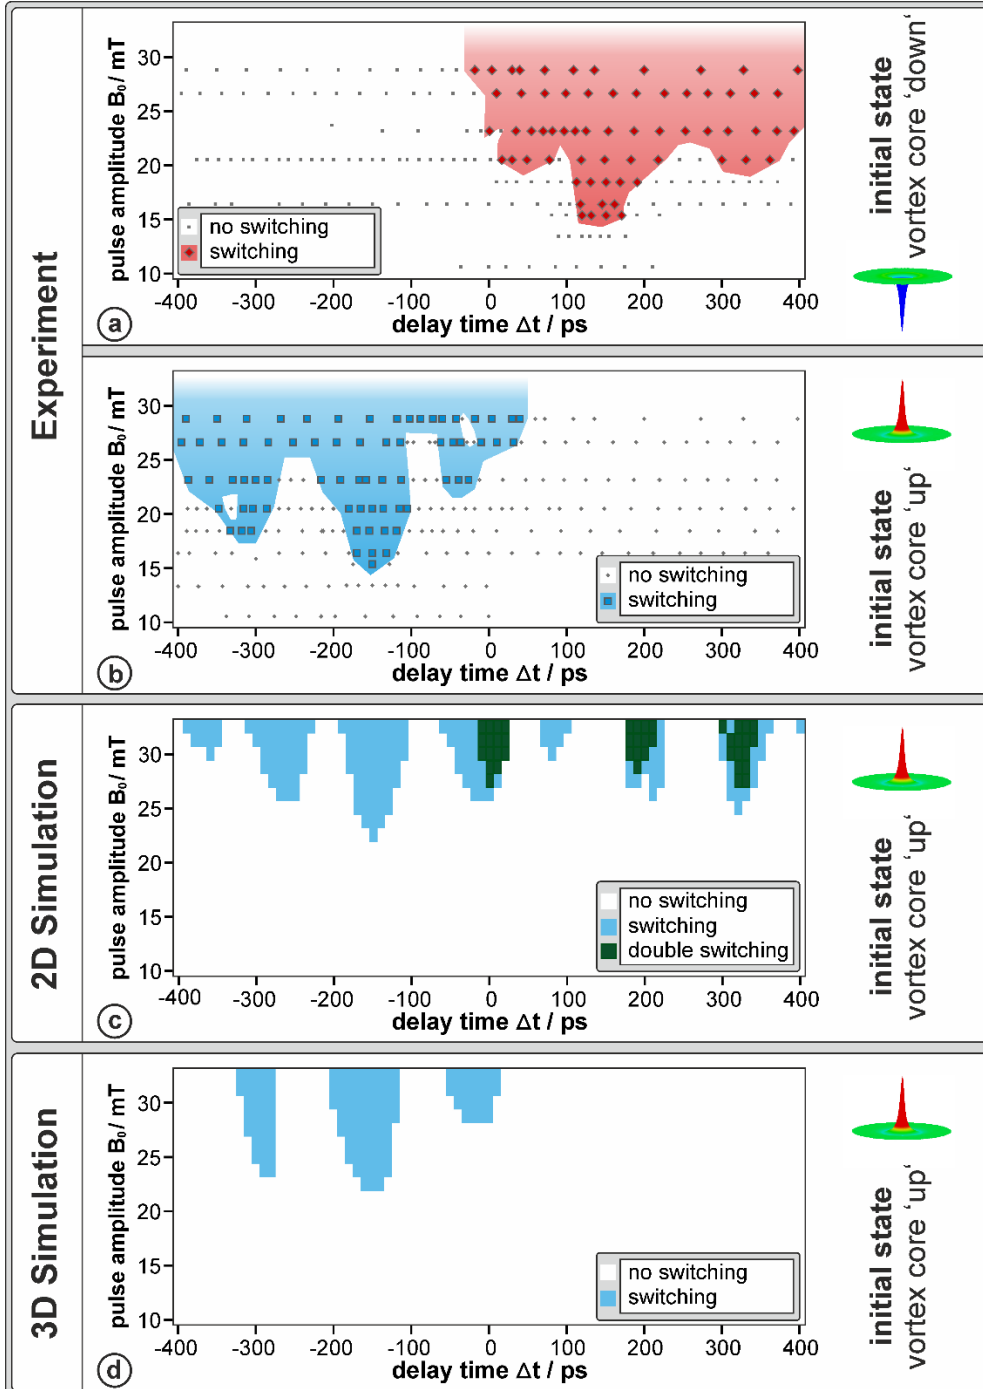 Experiment
pulse amplitude B₀/ mT
30
25
20
15
10
no switching
switching
-400 -300 -200 -100 0 100 200 300 400
delay time Δt / ps
a
initial state
vortex core 'down'
pulse amplitude B₀/ mT
30
25
20
15
10
no switching
switching
-400 -300 -200 -100 0 100 200 300 400
delay time Δt / ps
b
initial state
vortex core 'up'
2D Simulation
pulse amplitude B₀/ mT
30
25
20
15
10
no switching
switching
double switching
-400 -300 -200 -100 0 100 200 300 400
delay time Δt / ps
c
initial state
vortex core 'up'
3D Simulation
pulse amplitude B₀/ mT
30
25
20
15
10
no switching
switching
-400 -300 -200 -100 0 100 200 300 400
delay time Δt / ps
d
initial state
vortex core 'up'